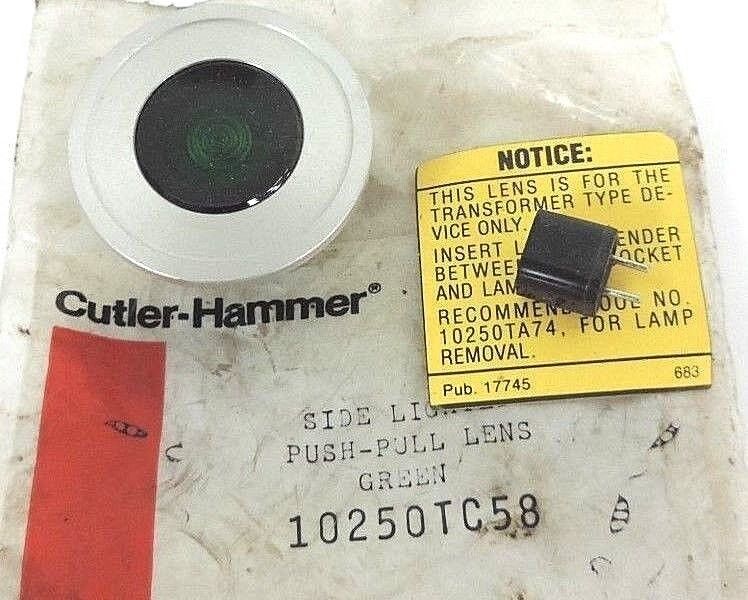 Cutler-Hammer®
NOTICE:
THIS LENS IS FOR THE
TRANSFORMER TYPE DE-
VICE ONLY.
INSERT ENDER
BETWEE OCKET
AND LAM
RECOMMEN NO.
10250TA74, FOR LAMP
REMOVAL.
Pub. 17745 683
SIDE
PUSH-PULL LENS
GREEN
10250TC58